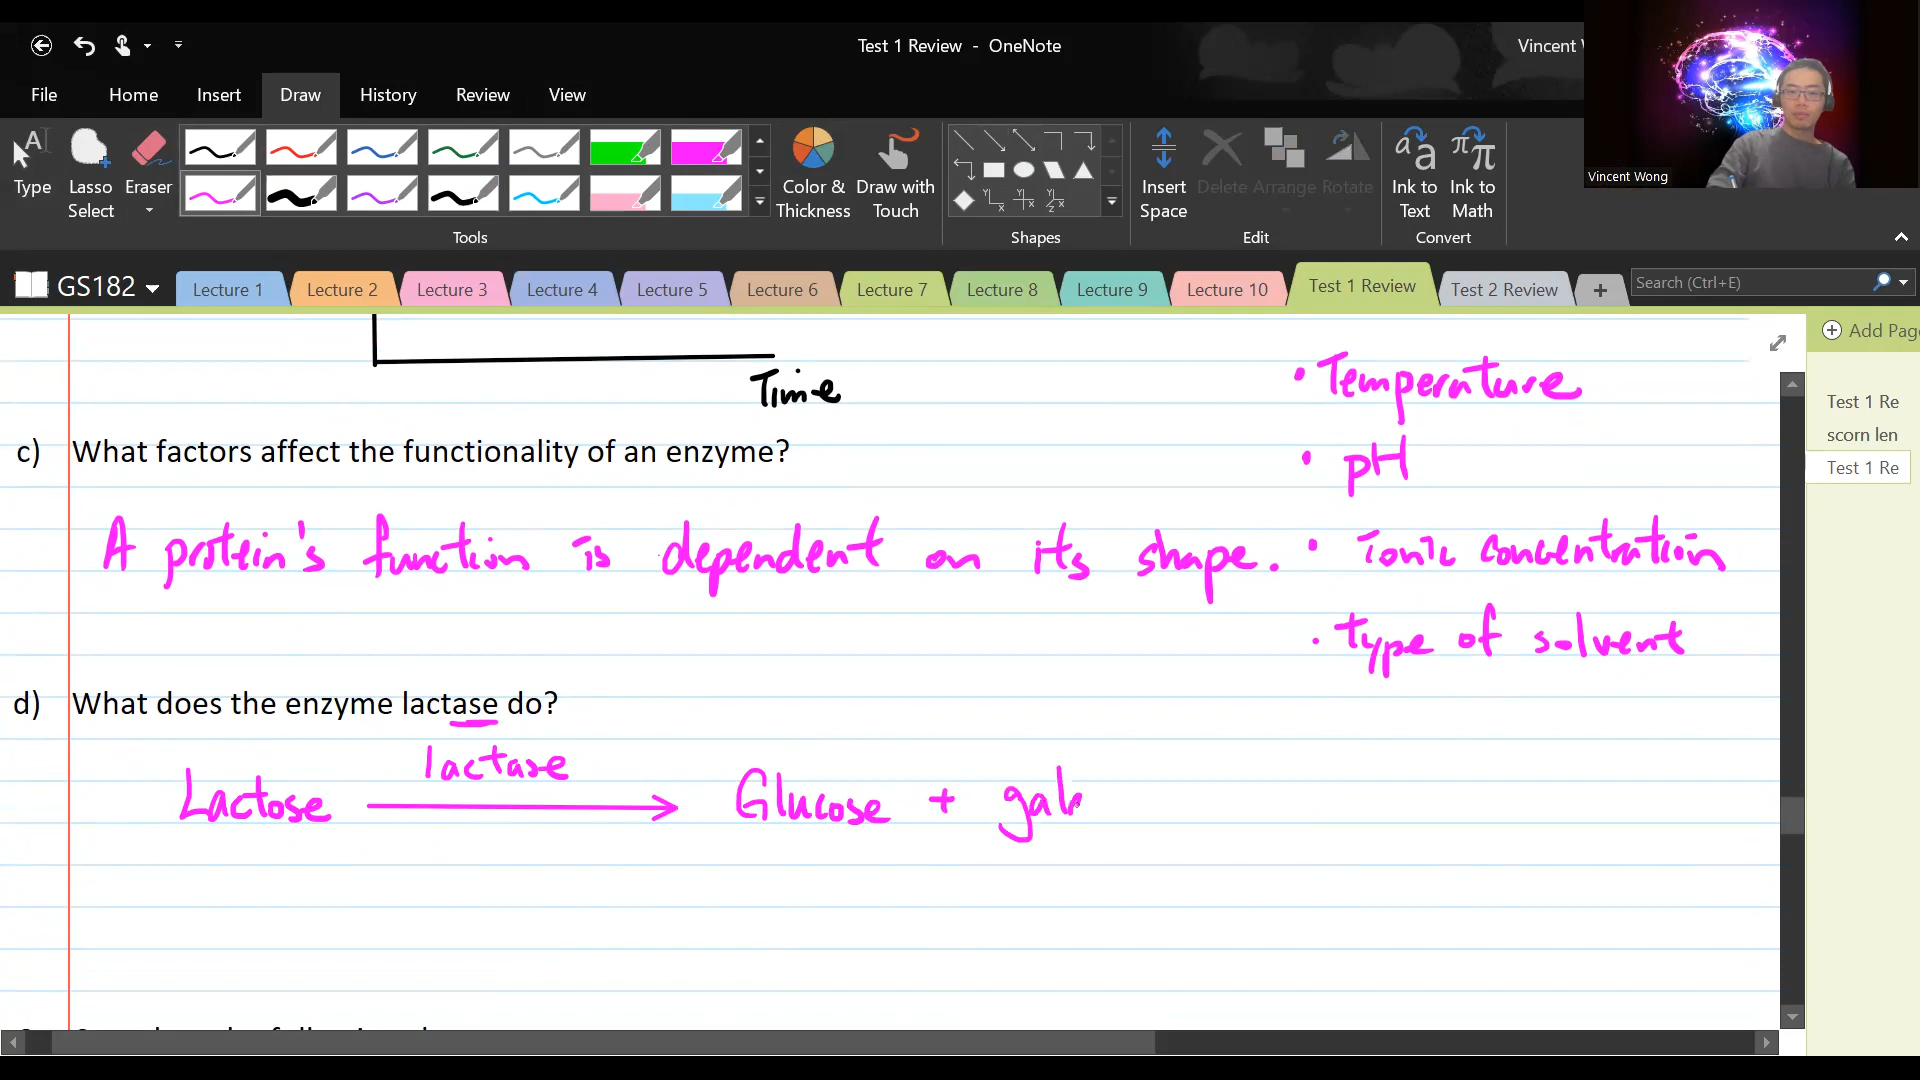 Test 1 Review - OneNote
Vincent W
File Home Insert Draw History Review View
Type
Lasso Select
Eraser
Color & Thickness
Draw with Touch
Insert Space
Delete Arrange Rotate
Ink to Text
Ink to Math
Tools
Shapes
Edit
Convert
Vincent Wong
GS182
Lecture 1 Lecture 2 Lecture 3 Lecture 4 Lecture 5 Lecture 6 Lecture 7 Lecture 8 Lecture 9 Lecture 10 Test 1 Review Test 2 Review
Search (Ctrl+E)
Add Pag
Test 1 Re
scorn len
Test 1 Re
Time
• Temperature
c) What factors affect the functionality of an enzyme?
• pH
A protein's function is dependent on its shape.
• ionic concentration
• type of solvent
d) What does the enzyme lactase do?
lactase
Lactose → Glucose + gal